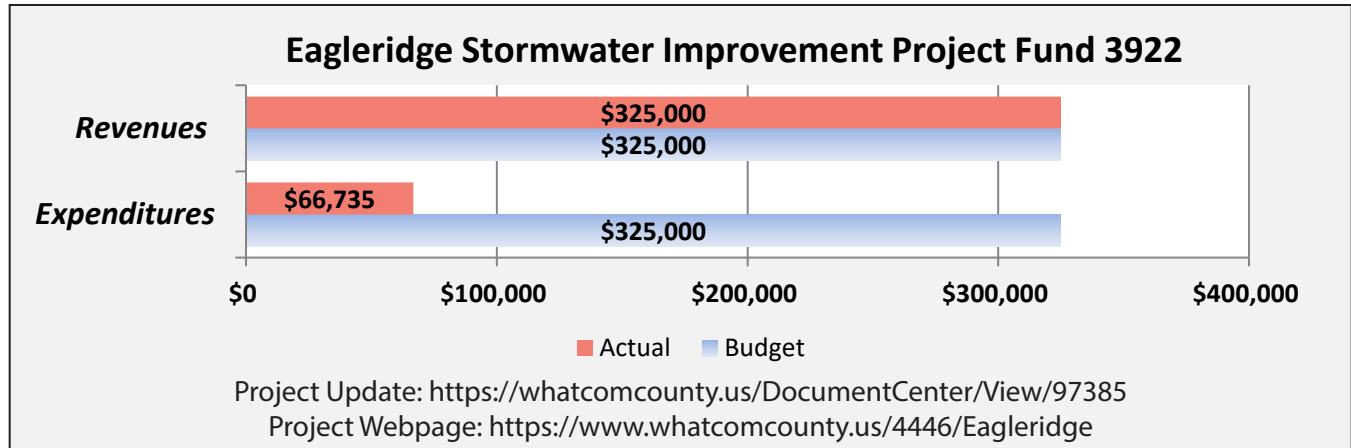 Eagleridge Stormwater Improvement Project Fund 3922
Revenues
$325,000
$325,000
Expenditures
$66,735
$325,000
$0 $100,000 $200,000 $300,000 $400,000
Actual Budget
Project Update: https://whatcomcounty.us/DocumentCenter/View/97385
Project Webpage: https://www.whatcomcounty.us/4446/Eagleridge